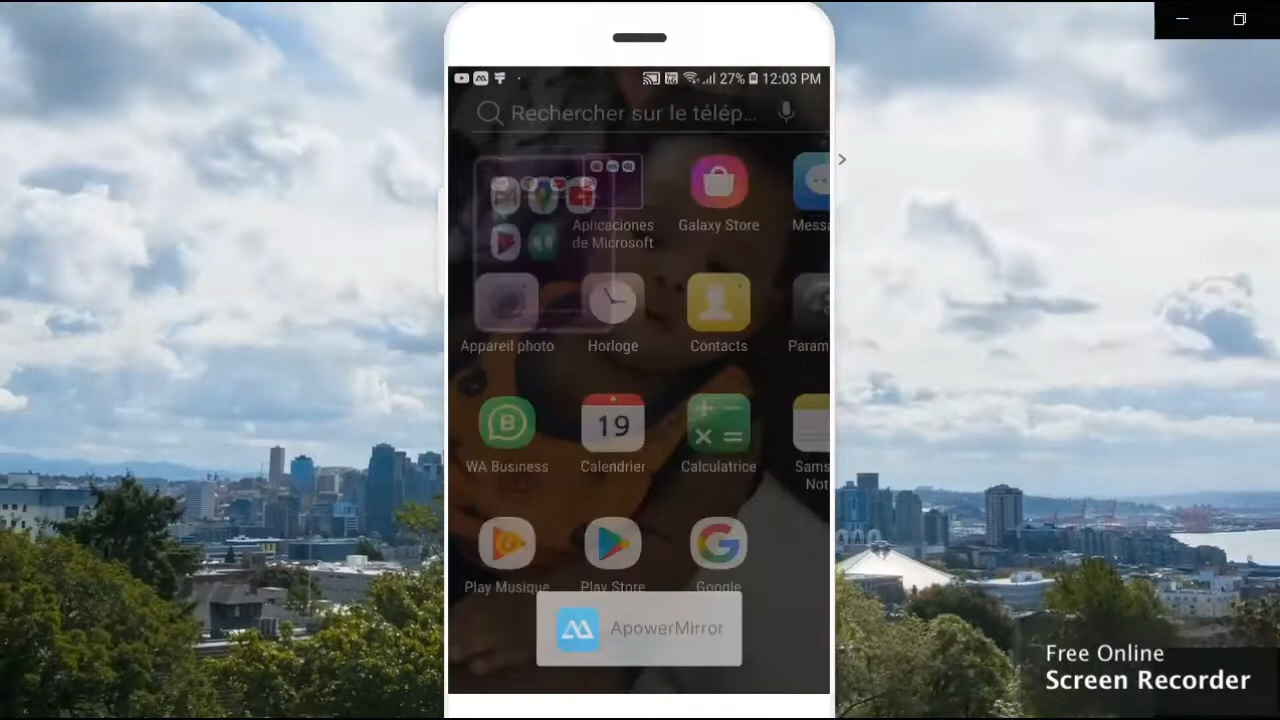 27% 12:03 PM
Rechercher sur le télép...
Aplicaciones
de Microsoft
Galaxy Store
Messa
Appareil photo
Horloge
Contacts
Param
WA Business
19
Calendrier
Calculatrice
Sams
Not
Play Musique
Play Store
Google
ApowerMirror
Free Online
Screen Recorder